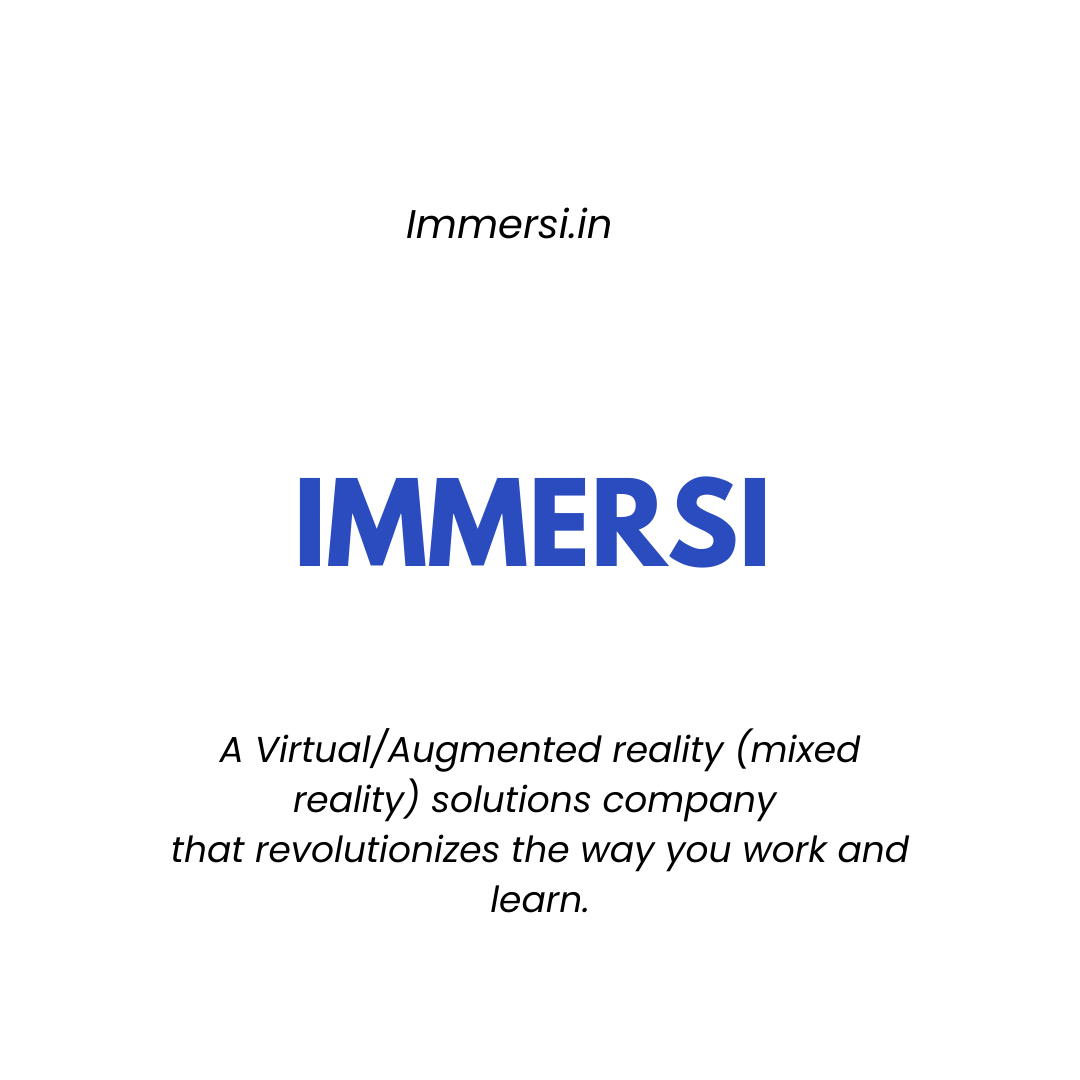 Immersi.in
IMMERSI
A Virtual/Augmented reality (mixed
reality) solutions company
that revolutionizes the way you work and
learn.